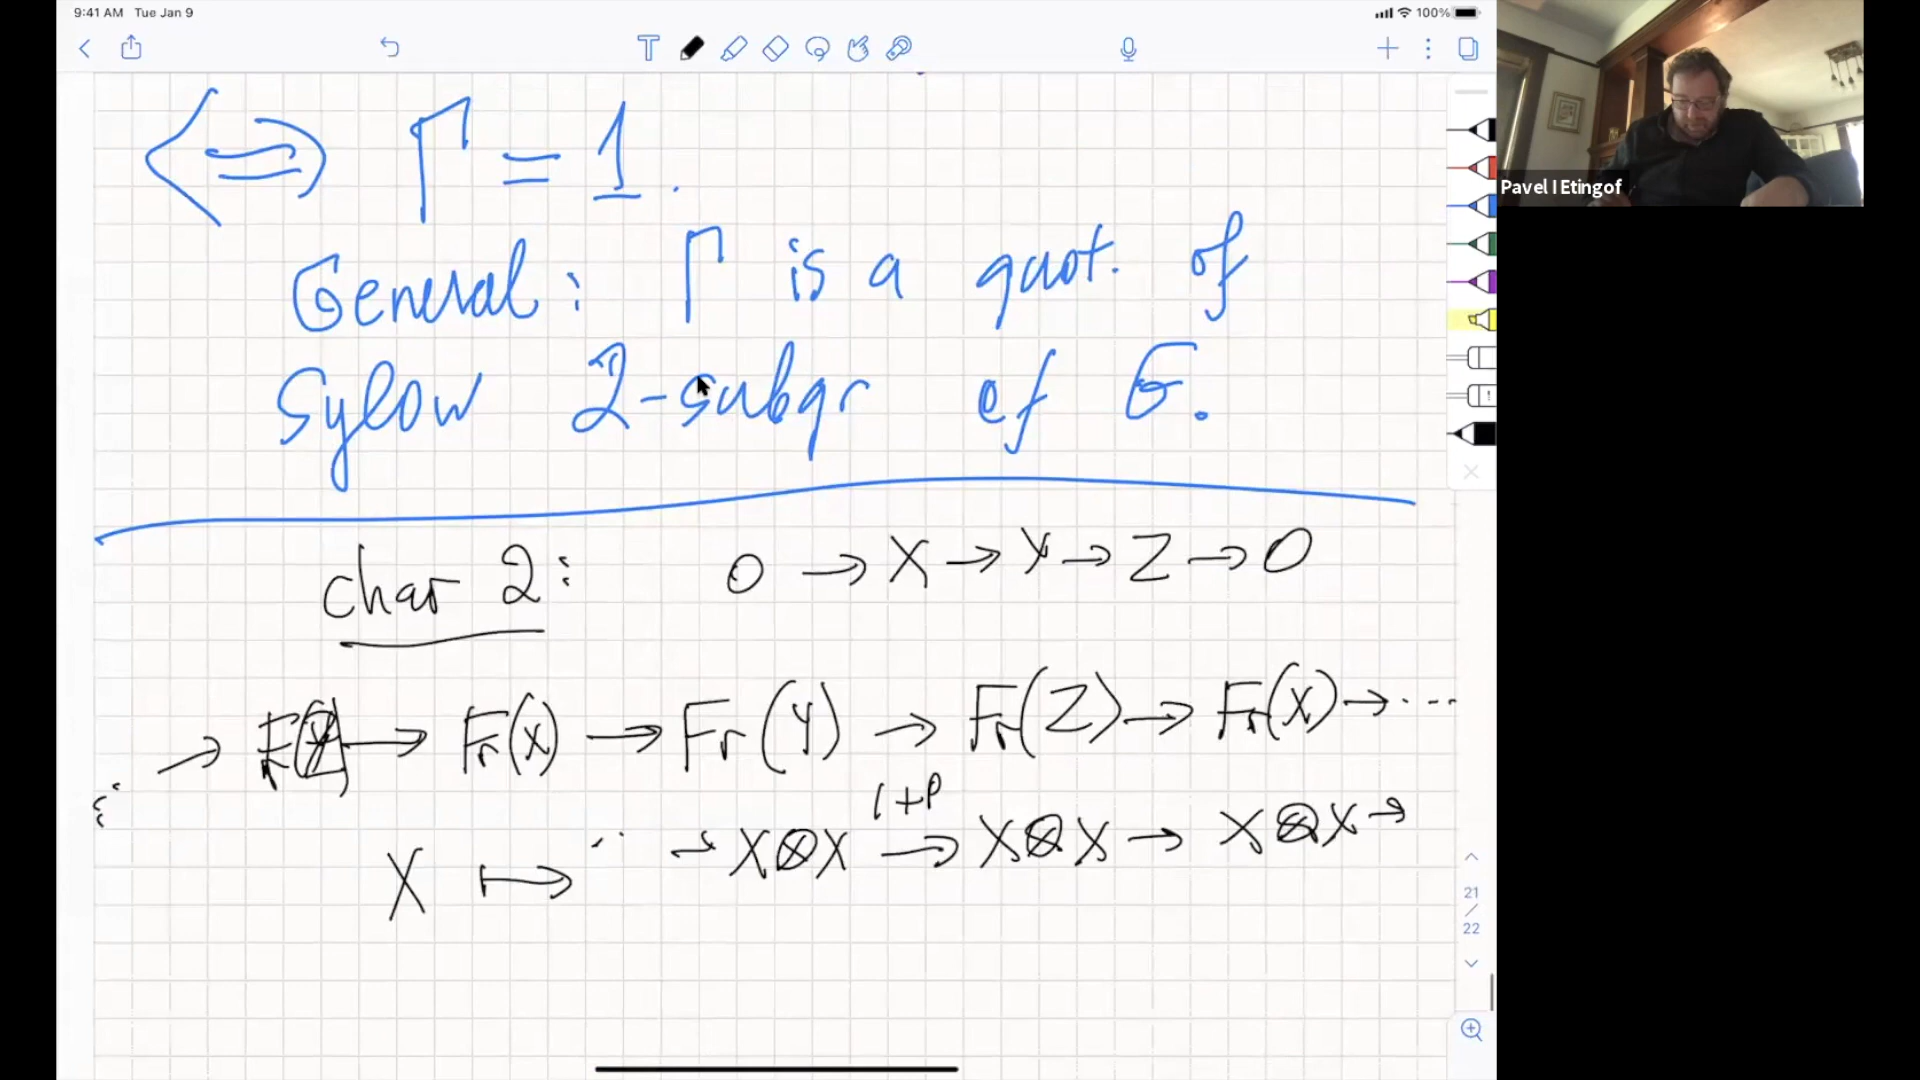 9:41 AM Tue Jan 9
100%
⟺ Γ = 1.
General: Γ is a quot. of
Sylow 2-subgr of G.
char 2: 0 → X → Y → Z → 0
→ Fr(Z) → Fr(X) → Fr(Y) → Fr(Z) → Fr(X) → ...
X ↦ ... → X⊗X →^{1+P} X⊗X → X⊗X →
21
/
22
Pavel I Etingof